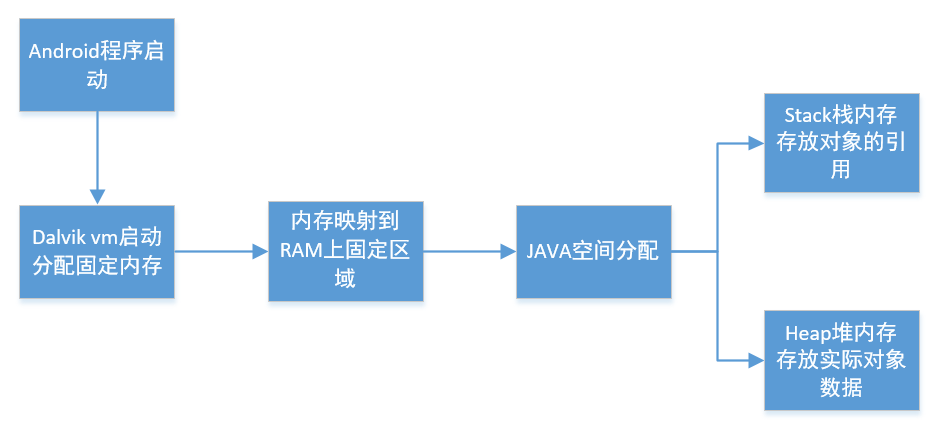 Android程序启
动
Dalvik vm启动
分配固定内存
内存映射到
RAM上固定区
域
JAVA空间分配
Stack栈内存
存放对象的引
用
Heap堆内存
存放实际对象
数据